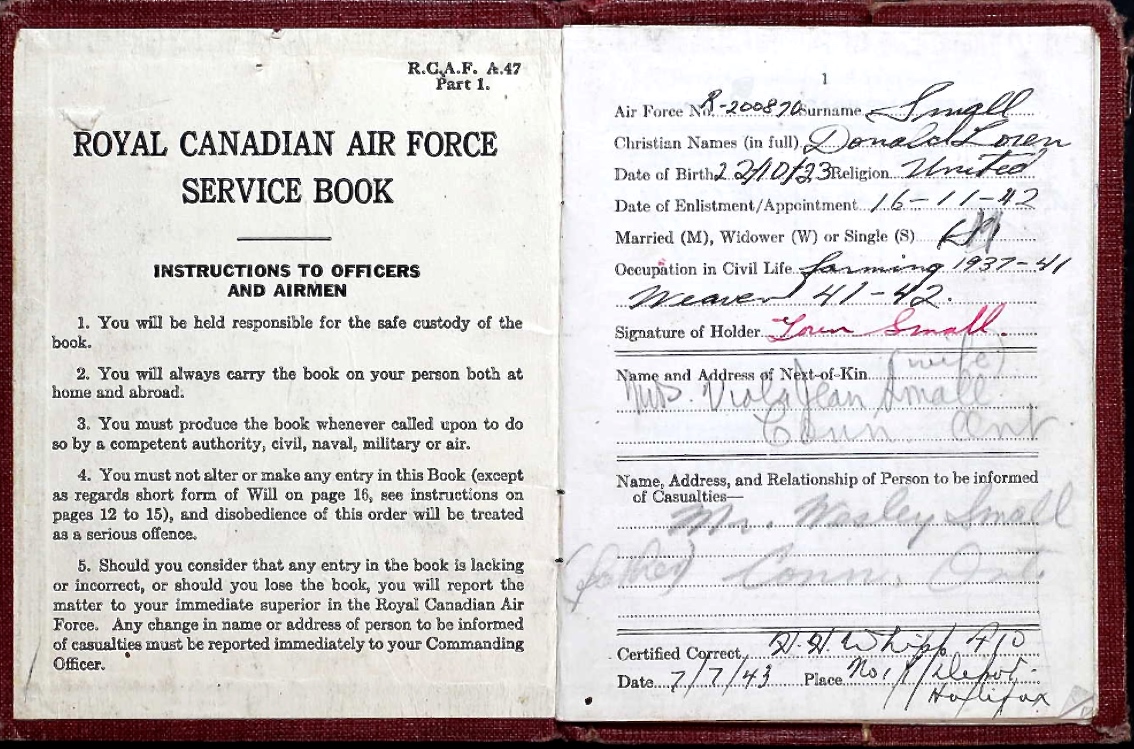 R.C.A.F. A.47
Part 1.
ROYAL CANADIAN AIR FORCE
SERVICE BOOK
INSTRUCTIONS TO OFFICERS
AND AIRMEN
1. You will be held responsible for the safe custody of the
book.
2. You will always carry the book on your person both at
home and abroad.
3. You must produce the book whenever called upon to do
so by a competent authority, civil, naval, military or air.
4. You must not alter or make any entry in this Book (except
as regards short form of Will on page 16, see instructions on
pages 12 to 15), and disobedience of this order will be treated
as a serious offence.
5. Should you consider that any entry in the book is lacking
or incorrect, or should you lose the book, you will report the
matter to your immediate superior in the Royal Canadian Air
Force. Any change in name or address of person to be informed
of casualties must be reported immediately to your Commanding
Officer.
1
Air Force No. R-200870 Surname Small
Christian Names (in full) Donald Loren
Date of Birth 22/10/23 Religion United
Date of Enlistment/Appointment 16-11-42
Married (M), Widower (W) or Single (S) M
Occupation in Civil Life farming 1937-41
Weaver 41-42.
Signature of Holder Loren Small.
(wife)
Name and Address of Next-of-Kin
Mrs. Viola Jean Small
Conn Ont
Name, Address, and Relationship of Person to be informed
of Casualties—
Mr. Wesley Small
(father) Conn, Ont.
Certified Correct H. H. Whipp F/O
Date 7/7/43 Place No. 1 Y Depot
Halifax